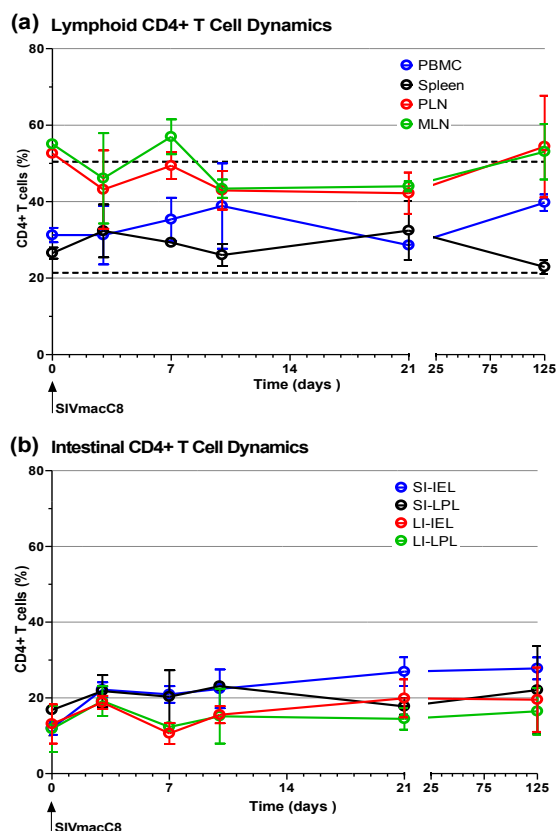 (a) Lymphoid CD4+ T Cell Dynamics
80
60
40
20
0
CD4+ T cells (%)
PBMC
Spleen
PLN
MLN
0 7 14 21 25 75 125
Time (days )
SIVmacC8
(b) Intestinal CD4+ T Cell Dynamics
80
60
40
20
0
CD4+ T cells (%)
SI-IEL
SI-LPL
LI-IEL
LI-LPL
0 7 14 21 25 75 125
Time (days)
SIVmacC8